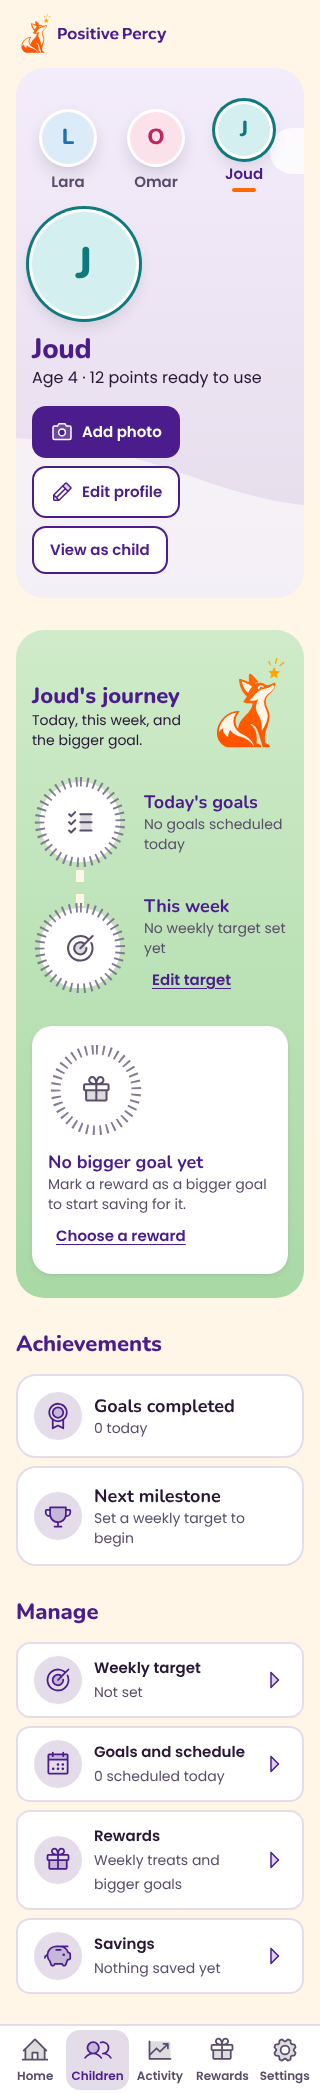 Positive Percy
L
O
J
Lara
Omar
Joud
J
Joud
Age 4 · 12 points ready to use
Add photo
Edit profile
View as child
Joud's journey
Today, this week, and
the bigger goal.
Today's goals
No goals scheduled
today
This week
No weekly target set
yet
Edit target
No bigger goal yet
Mark a reward as a bigger goal
to start saving for it.
Choose a reward
Achievements
Goals completed
0 today
Next milestone
Set a weekly target to
begin
Manage
Weekly target
Not set
Goals and schedule
0 scheduled today
Rewards
Weekly treats and
bigger goals
Savings
Nothing saved yet
Home
Children
Activity
Rewards
Settings